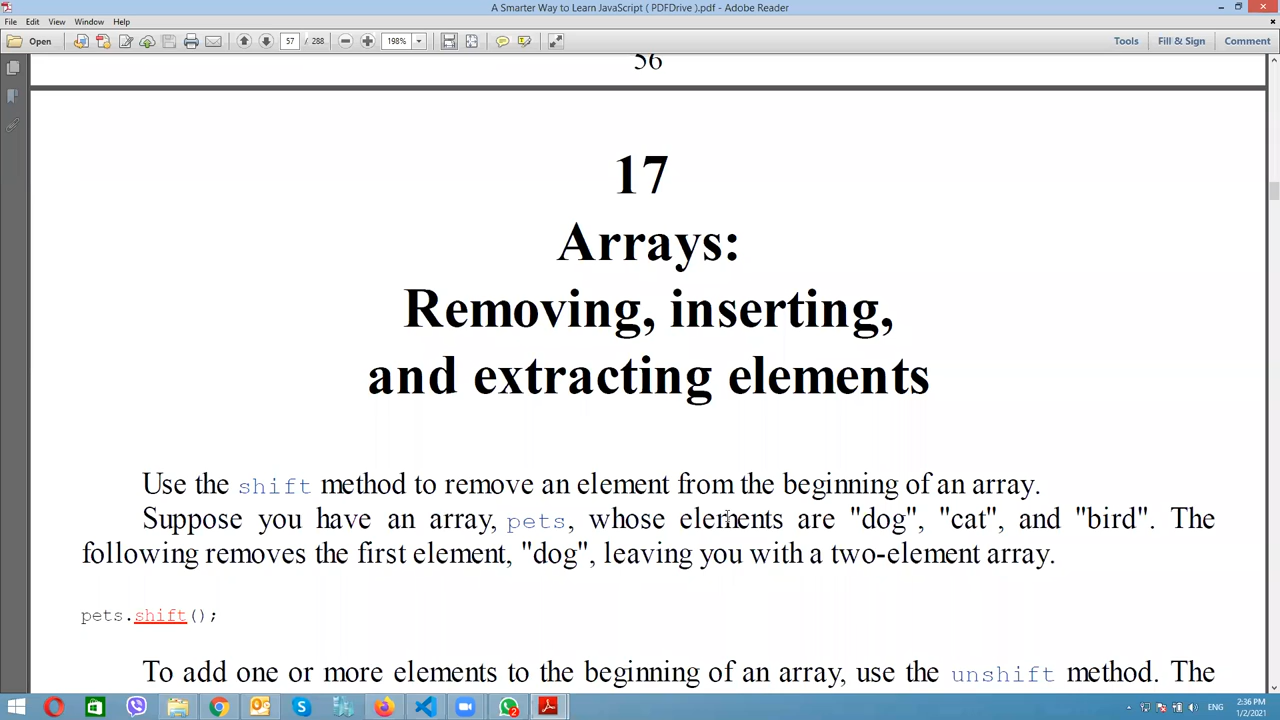 A Smarter Way to Learn JavaScript ( PDFDrive ).pdf - Adobe Reader
File Edit View Window Help
Open 57 / 288 198% Tools Fill & Sign Comment
56
17
Arrays:
Removing, inserting,
and extracting elements
Use the shift method to remove an element from the beginning of an array.
Suppose you have an array, pets, whose elements are "dog", "cat", and "bird". The
following removes the first element, "dog", leaving you with a two-element array.
pets.shift();
To add one or more elements to the beginning of an array, use the unshift method. The
2
ENG
2:36 PM
1/2/2021